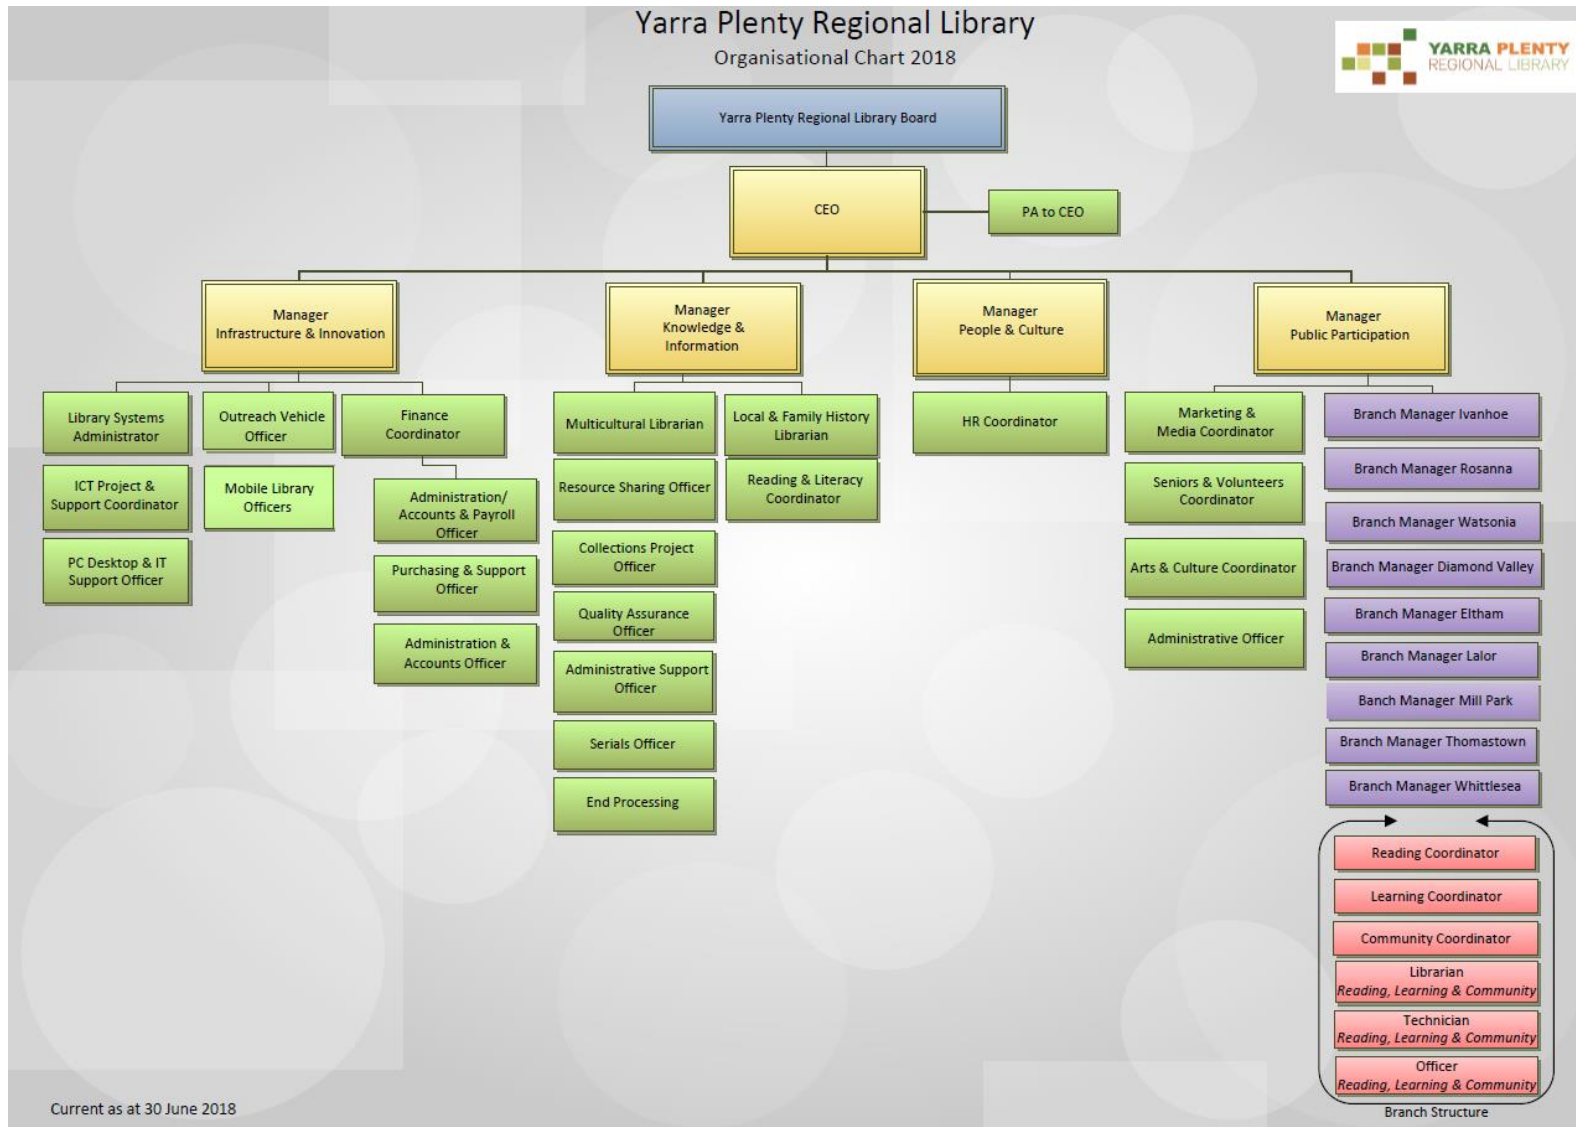 Yarra Plenty Regional Library
Organisational Chart 2018
YARRA PLENTY
REGIONAL LIBRARY
Yarra Plenty Regional Library Board
CEO
PA to CEO
Manager
Infrastructure & Innovation
Manager
Knowledge &
Information
Manager
People & Culture
Manager
Public Participation
Library Systems
Administrator
ICT Project &
Support Coordinator
PC Desktop & IT
Support Officer
Outreach Vehicle
Officer
Mobile Library
Officers
Finance
Coordinator
Administration/
Accounts & Payroll
Officer
Purchasing & Support
Officer
Administration &
Accounts Officer
Multicultural Librarian
Resource Sharing Officer
Collections Project
Officer
Quality Assurance
Officer
Administrative Support
Officer
Serials Officer
End Processing
Local & Family History
Librarian
Reading & Literacy
Coordinator
HR Coordinator
Marketing &
Media Coordinator
Seniors & Volunteers
Coordinator
Arts & Culture Coordinator
Administrative Officer
Branch Manager Ivanhoe
Branch Manager Rosanna
Branch Manager Watsonia
Branch Manager Diamond Valley
Branch Manager Eltham
Branch Manager Lalor
Banch Manager Mill Park
Branch Manager Thomastown
Branch Manager Whittlesea
Reading Coordinator
Learning Coordinator
Community Coordinator
Librarian
Reading, Learning & Community
Technician
Reading, Learning & Community
Officer
Reading, Learning & Community
Branch Structure
Current as at 30 June 2018